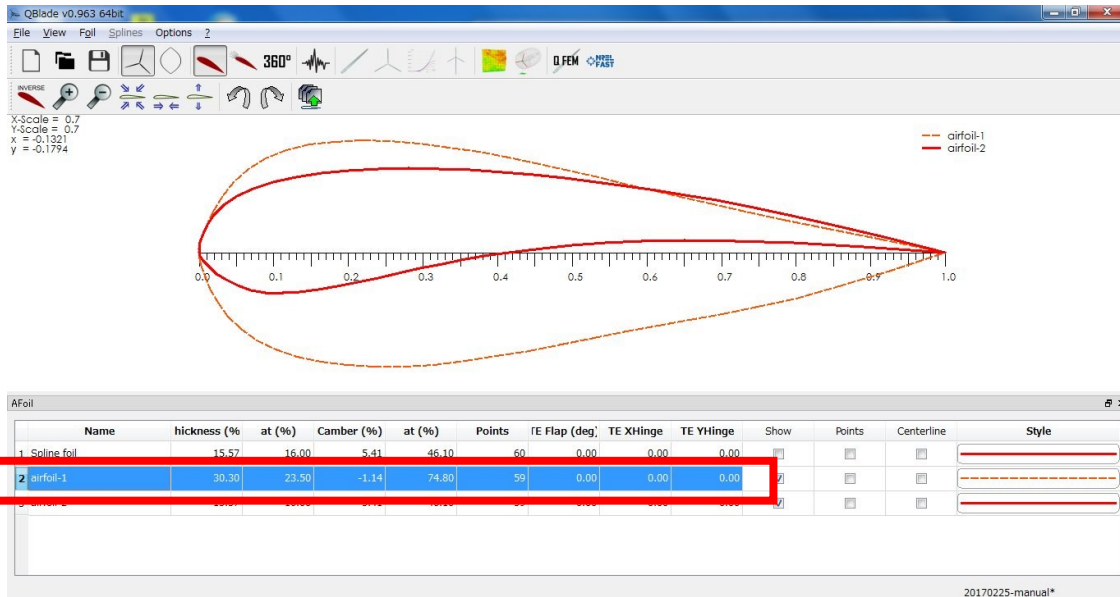 QBlade v0.963 64bit
File View Foil Splines Options ?
360° Q FEM NREL FAST
INVERSE
X-Scale = 0.7
Y-Scale = 0.7
x = -0.1321
y = -0.1794
airfoil-1
airfoil-2
0.0 0.1 0.2 0.3 0.4 0.5 0.6 0.7 0.8 0.9 1.0
AFoil
Name hickness (% at (%) Camber (%) at (%) Points TE Flap (deg) TE XHinge TE YHinge Show Points Centerline Style
1 Spline foil 15.57 16.00 5.41 46.10 60 0.00 0.00 0.00
2 airfoil-1 30.30 23.50 -1.14 74.80 59 0.00 0.00 0.00
20170225-manual*